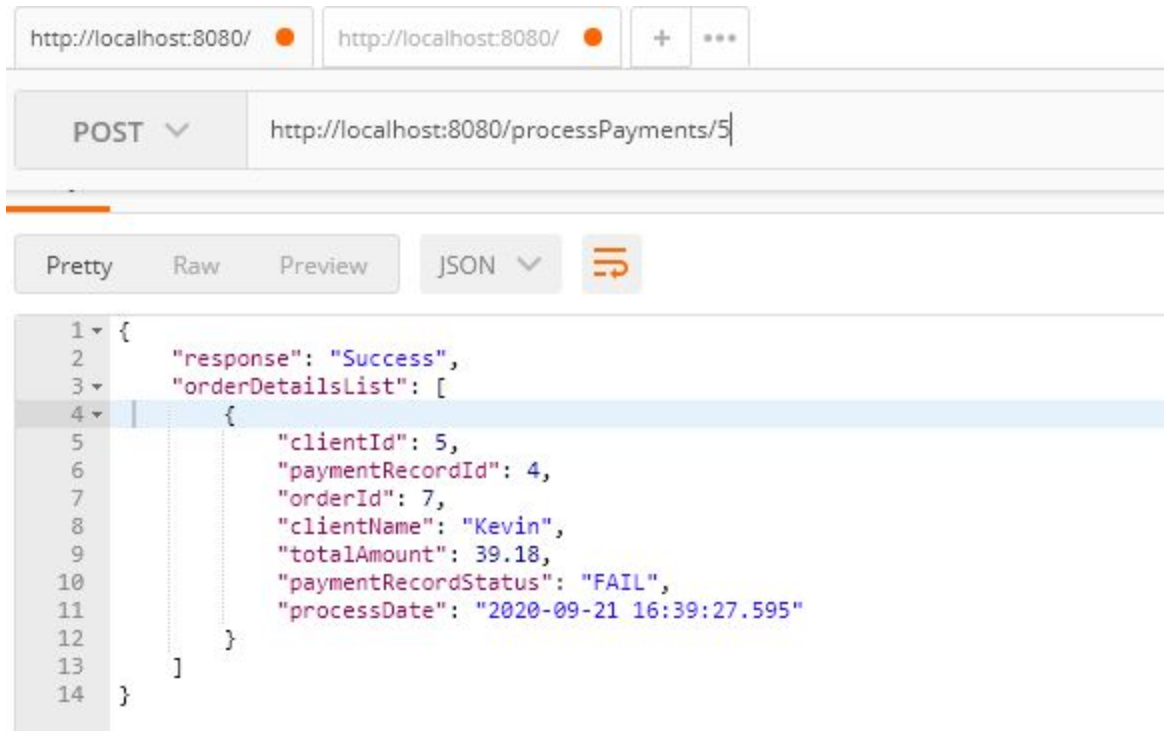 http://localhost:8080/ http://localhost:8080/ + •••
POST http://localhost:8080/processPayments/5
Pretty Raw Preview JSON
1 {
2 "response": "Success",
3 "orderDetailsList": [
4 {
5 "clientId": 5,
6 "paymentRecordId": 4,
7 "orderId": 7,
8 "clientName": "Kevin",
9 "totalAmount": 39.18,
10 "paymentRecordStatus": "FAIL",
11 "processDate": "2020-09-21 16:39:27.595"
12 }
13 ]
14 }